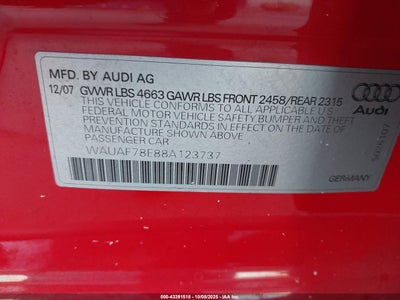 MFD. BY AUDI AG
12/07 GVWR LBS 4663 GAWR LBS FRONT 2458/REAR 2315
THIS VEHICLE CONFORMS TO ALL APPLICABLE U S
FEDERAL MOTOR VEHICLE SAFETY, BUMPER AND THEFT
PREVENTION STANDARDS IN EFFECT ON THE DATE OF
MANUFACTURE SHOWN ABOVE
PASSENGER CAR
WAUAF78E88A123737
Audi
5076107
GERMANY
000-43391518 - 10/09/2025 - IAA, Inc.